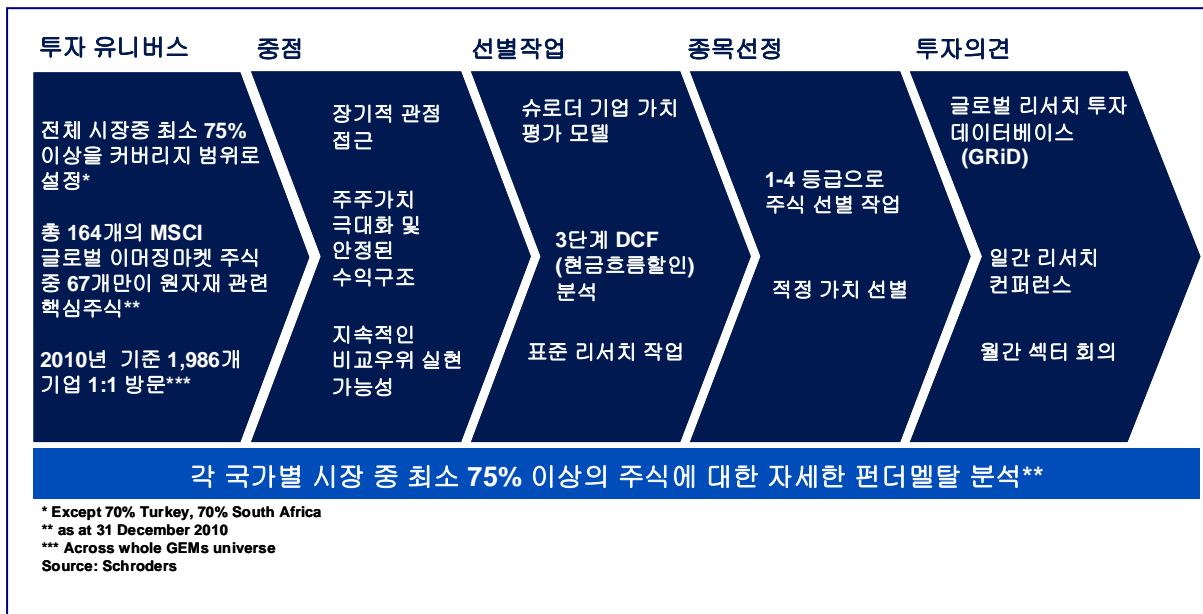 투자 유니버스
전체 시장중 최소 75%
이상을 커버리지 범위로
설정*
총 164개의 MSCI
글로벌 이머징마켓 주식
중 67개만이 원자재 관련
핵심주식**
2010년 기준 1,986개
기업 1:1 방문***
중점
장기적 관점
접근
주주가치
극대화 및
안정된
수익구조
지속적인
비교우위 실현
가능성
선별작업
슈로더 기업 가치
평가 모델
3단계 DCF
(현금흐름할인)
분석
표준 리서치 작업
종목선정
1-4 등급으로
주식 선별 작업
적정 가치 선별
투자의견
글로벌 리서치 투자
데이터베이스
(GRiD)
일간 리서치
컨퍼런스
월간 섹터 회의
각 국가별 시장 중 최소 75% 이상의 주식에 대한 자세한 펀더멜탈 분석**
* Except 70% Turkey, 70% South Africa
** as at 31 December 2010
*** Across whole GEMs universe
Source: Schroders